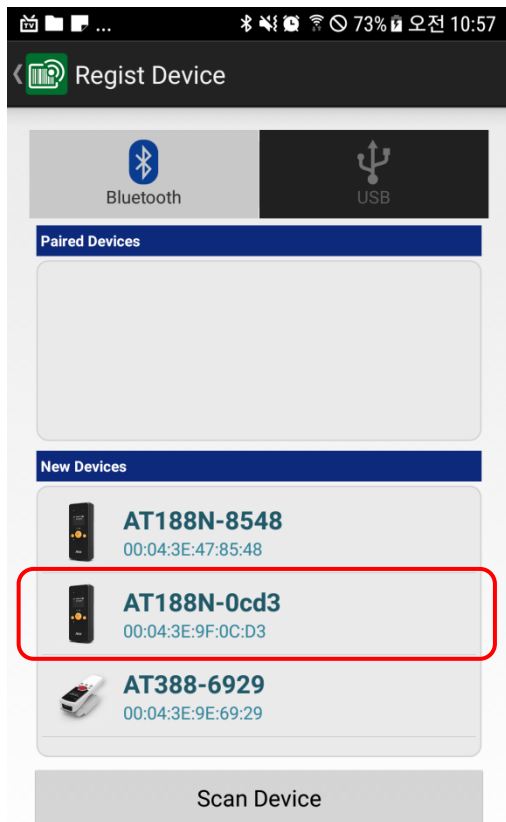 ... 73% 오전 10:57
Regist Device
Bluetooth
USB
Paired Devices
New Devices
AT188N-8548
00:04:3E:47:85:48
AT188N-0cd3
00:04:3E:9F:0C:D3
AT388-6929
00:04:3E:9E:69:29
Scan Device